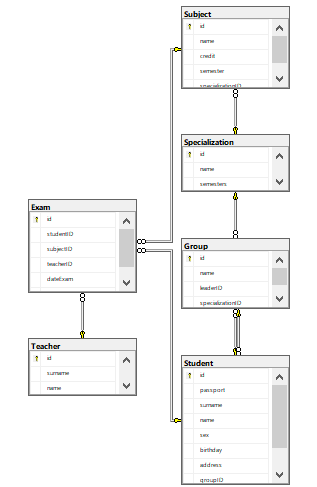 Subject
id
name
credit
semester
specializationID
Specialization
id
name
semesters
Exam
id
studentID
subjectID
teacherID
dateExam
Group
id
name
leaderID
specializationID
Teacher
id
surname
name
Student
id
passport
surname
name
sex
birthday
address
groupID